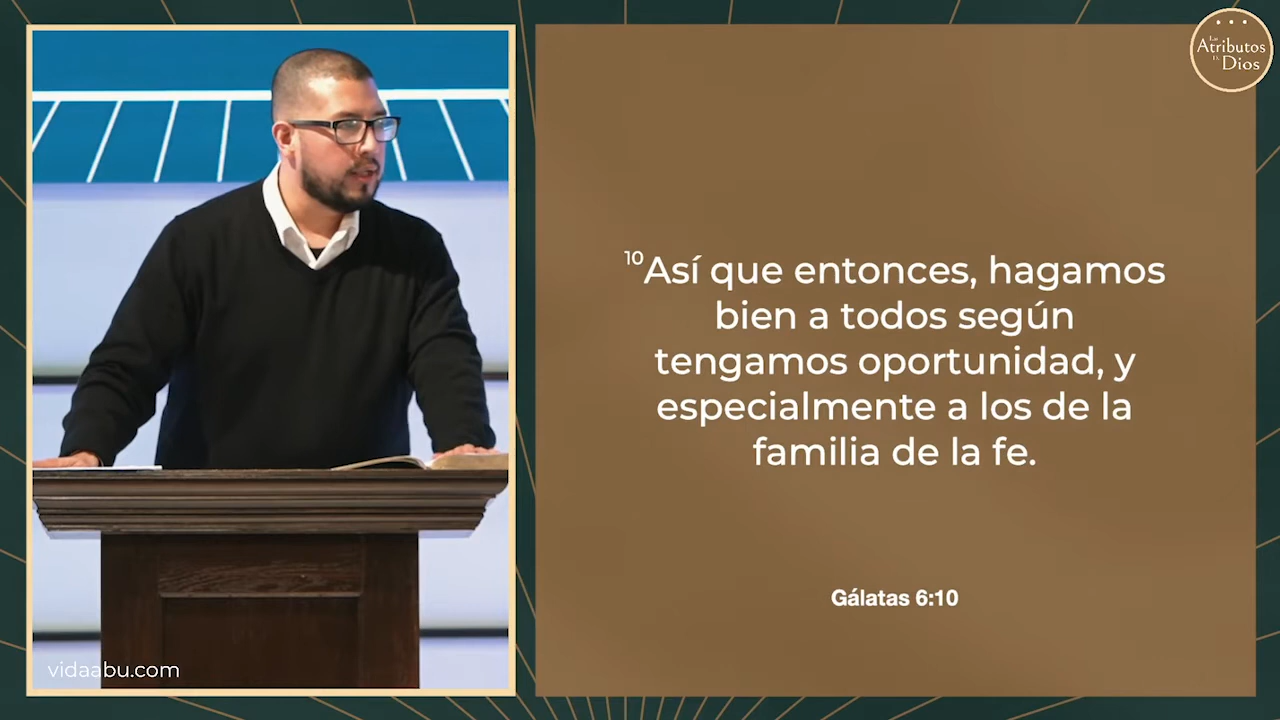 Las
Atributos
De
Dios
10Así que entonces, hagamos
bien a todos según
tengamos oportunidad, y
especialmente a los de la
familia de la fe.
Gálatas 6:10
vidaabu.com